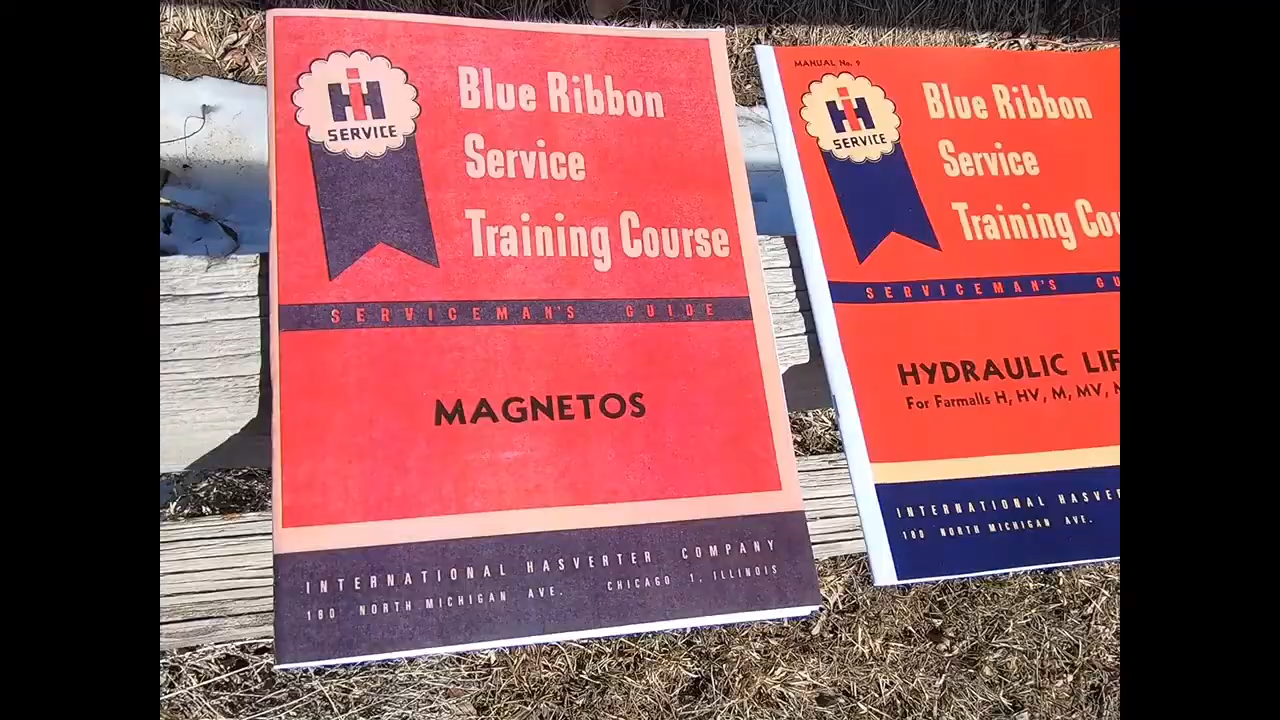 IH
SERVICE
Blue Ribbon
Service
Training Course
SERVICEMAN'S GUIDE
MAGNETOS
INTERNATIONAL HASVERTER COMPANY
180 NORTH MICHIGAN AVE. CHICAGO 1, ILLINOIS
MANUAL No. 9
IH
SERVICE
Blue Ribbon
Service
Training Cou
SERVICEMAN'S GU
HYDRAULIC LIF
For Farmalls H, HV, M, MV,
INTERNATIONAL HASVERT
180 NORTH MICHIGAN AVE.